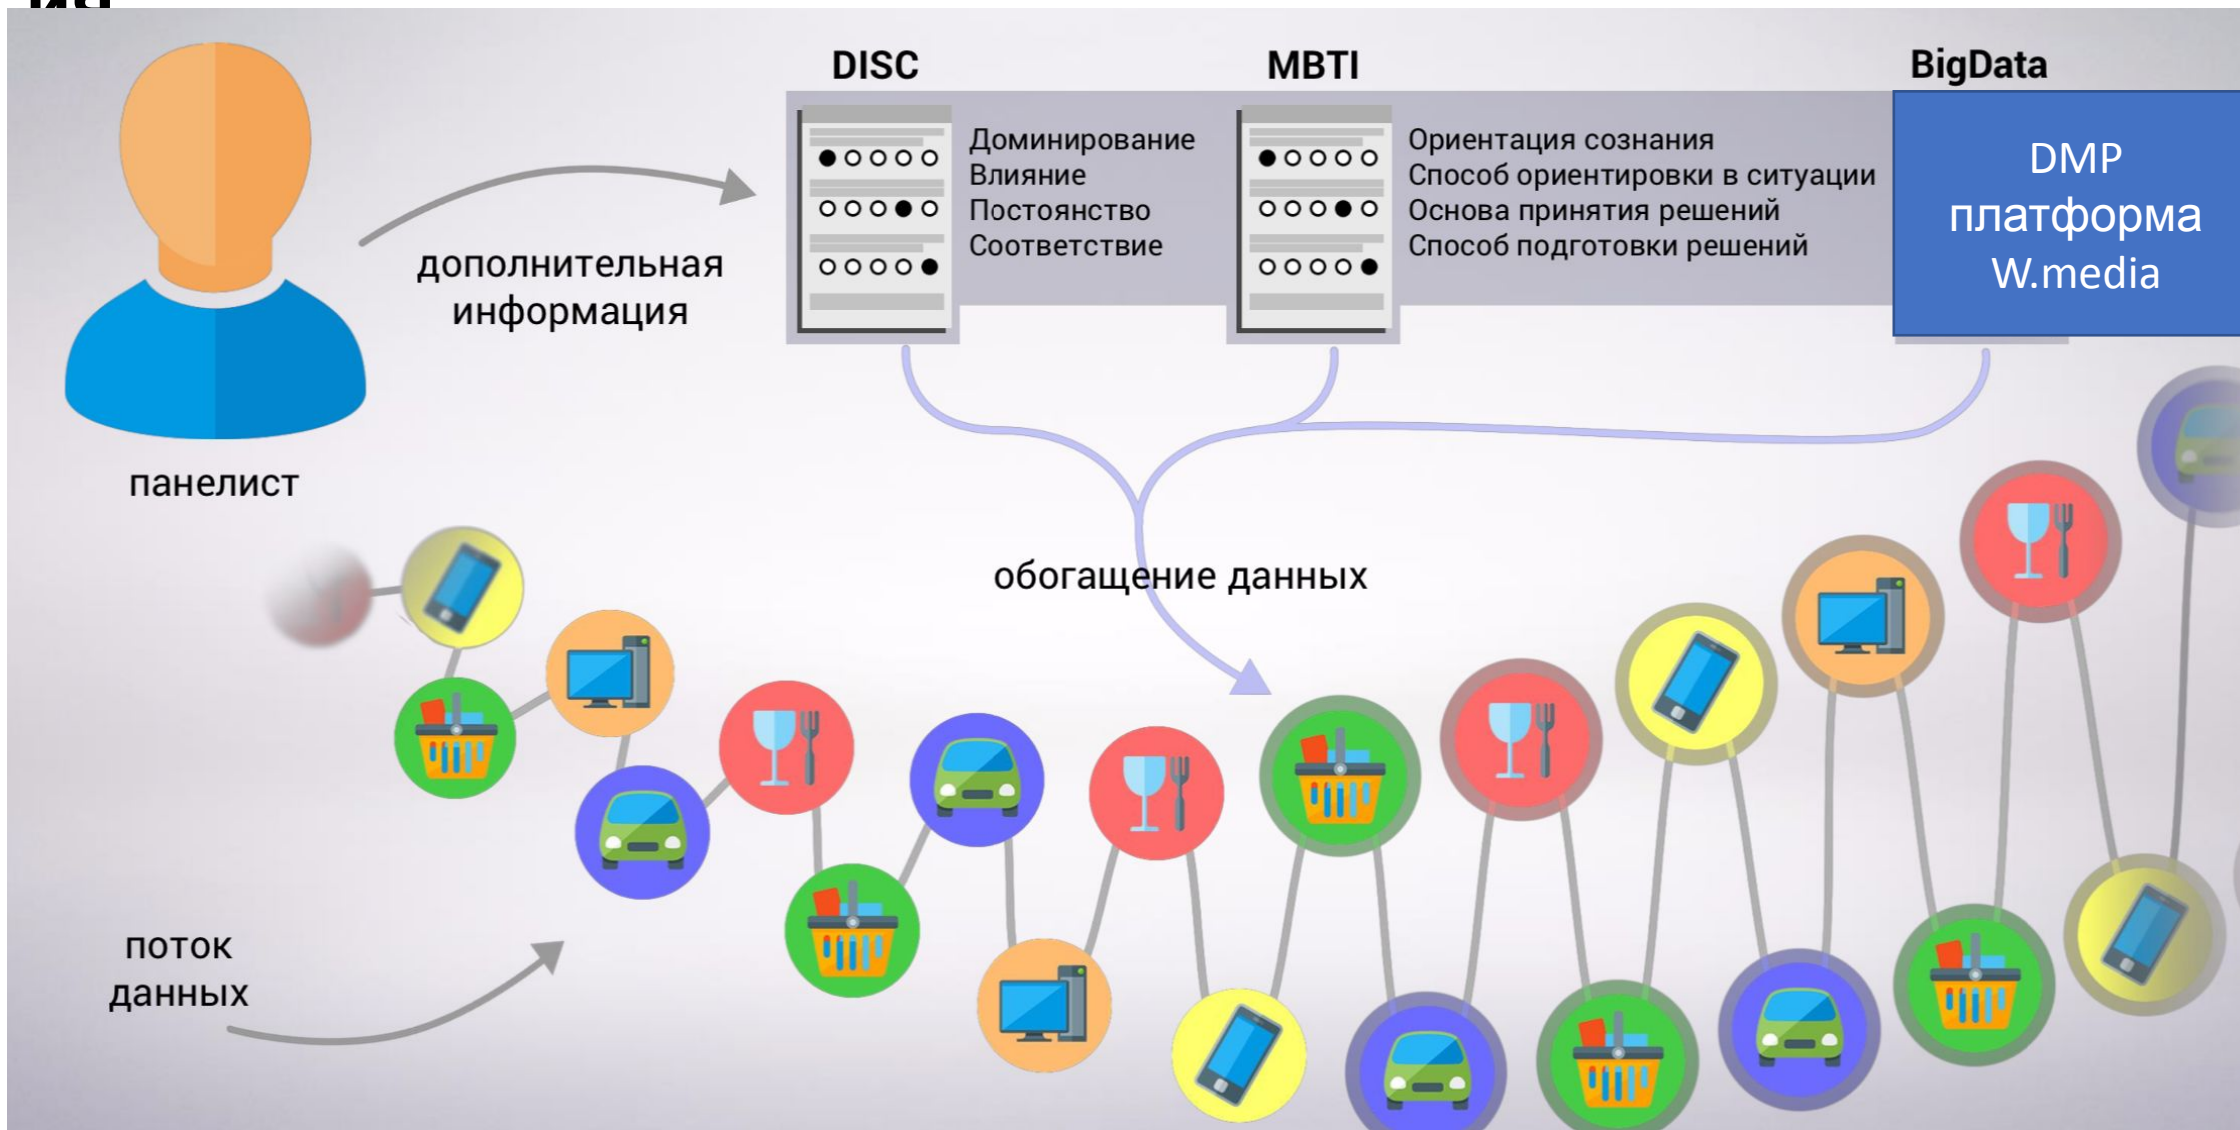 DISC
MBTI
BigData
Доминирование
Влияние
Постоянство
Соответствие
Ориентация сознания
Способ ориентировки в ситуации
Основа принятия решений
Способ подготовки решений
DMP
платформа
W.media
дополнительная
информация
панелист
обогащение данных
поток
данных